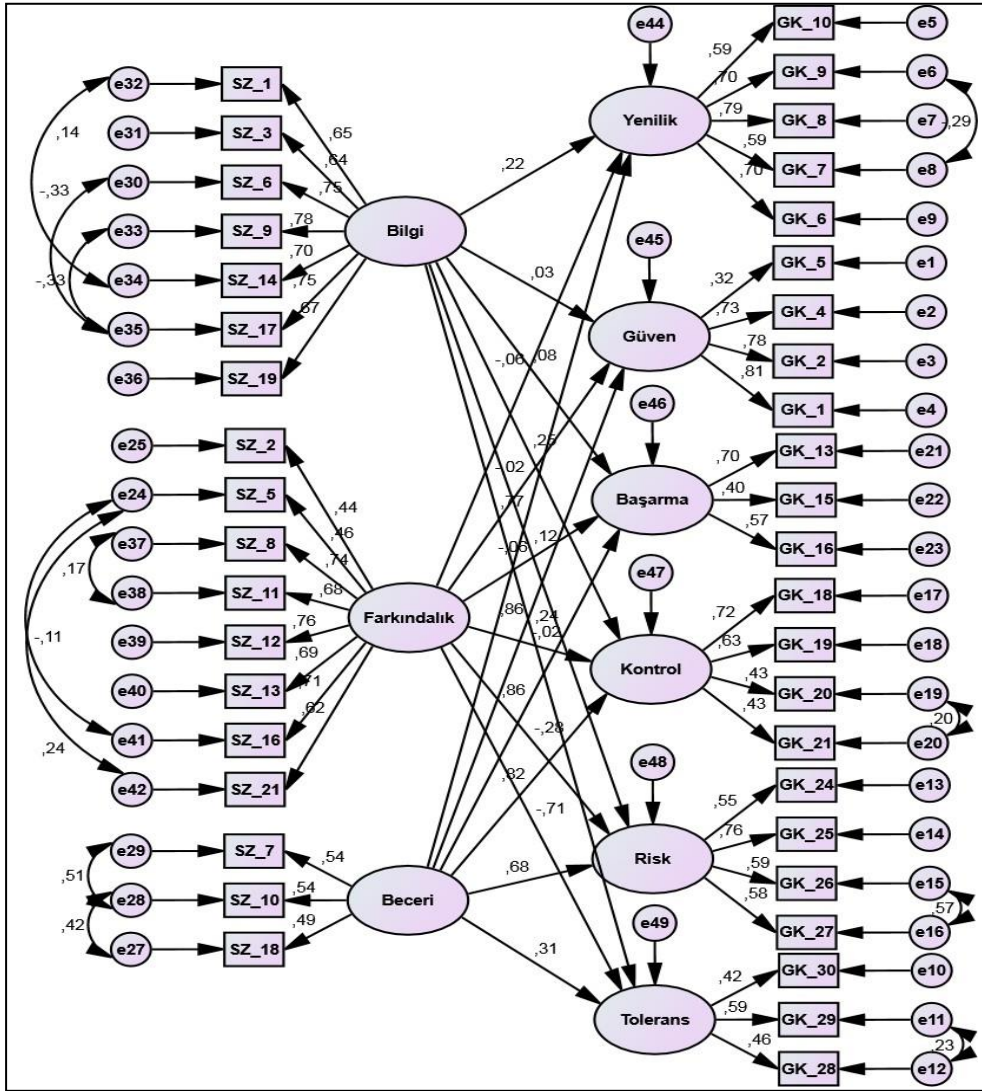 e44
GK_10
e5
,59
e32
SZ_1
GK_9
e6
,70
Yenilik
,79
GK_8
e7
-,29
e31
SZ_3
,14
,65
,59
,64
GK_7
e8
,22
,70
e30
SZ_6
,75
-,33
GK_6
e9
e33
SZ_9
,78
Bilgi
e45
GK_5
e1
,70
,32
e34
SZ_14
,03
-,33
,75
,73
GK_4
e2
e35
SZ_17
,67
Güven
,78
GK_2
e3
-,06
,08
,81
e36
SZ_19
e46
GK_1
e4
e25
SZ_2
,70
GK_13
e21
,25
-,02
,77
Başarma
,40
GK_15
e22
e24
SZ_5
,44
,46
,12
,57
GK_16
e23
-,06
e37
SZ_8
,74
e47
,17
GK_18
e17
e38
SZ_11
,68
,86
,24
,72
Farkındalık
-,02
,63
GK_19
e18
-,11
e39
SZ_12
,76
Kontrol
,43
GK_20
e19
e40
SZ_13
,69
,86
,43
,20
,71
-,28
GK_21
e20
e41
SZ_16
,62
,24
e48
,82
GK_24
e13
e42
SZ_21
-,71
,55
,76
GK_25
e14
e29
SZ_7
,54
Risk
,59
,51
,68
GK_26
e15
e28
SZ_10
,54
Beceri
,58
,57
,42
,49
e49
GK_27
e16
e27
SZ_18
,31
,42
GK_30
e10
Tolerans
,59
GK_29
e11
,46
,23
GK_28
e12